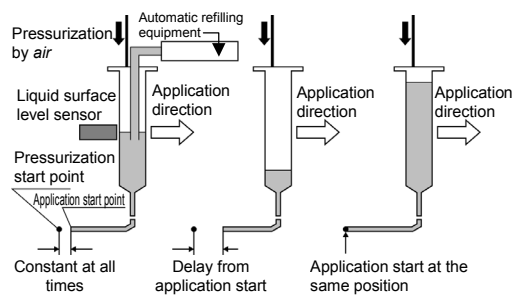 Pressurization
by air
Automatic refilling
equipment
Liquid surface
level sensor
Application
direction
Pressurization
start point
Application start point
Constant at all
times
Application
direction
Delay from
application start
Application
direction
Application start at the
same position